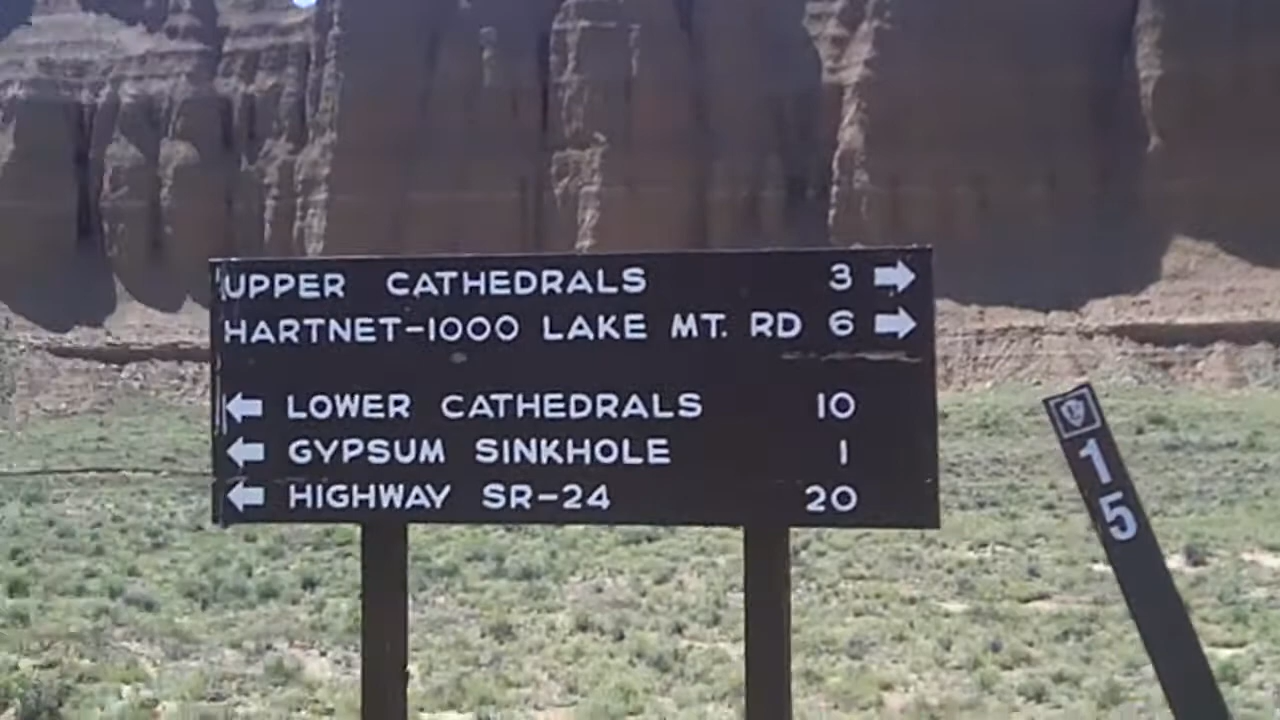 UPPER CATHEDRALS 3
HARTNET-1000 LAKE MT. RD 6
LOWER CATHEDRALS 10
GYPSUM SINKHOLE 1
HIGHWAY SR-24 20
15